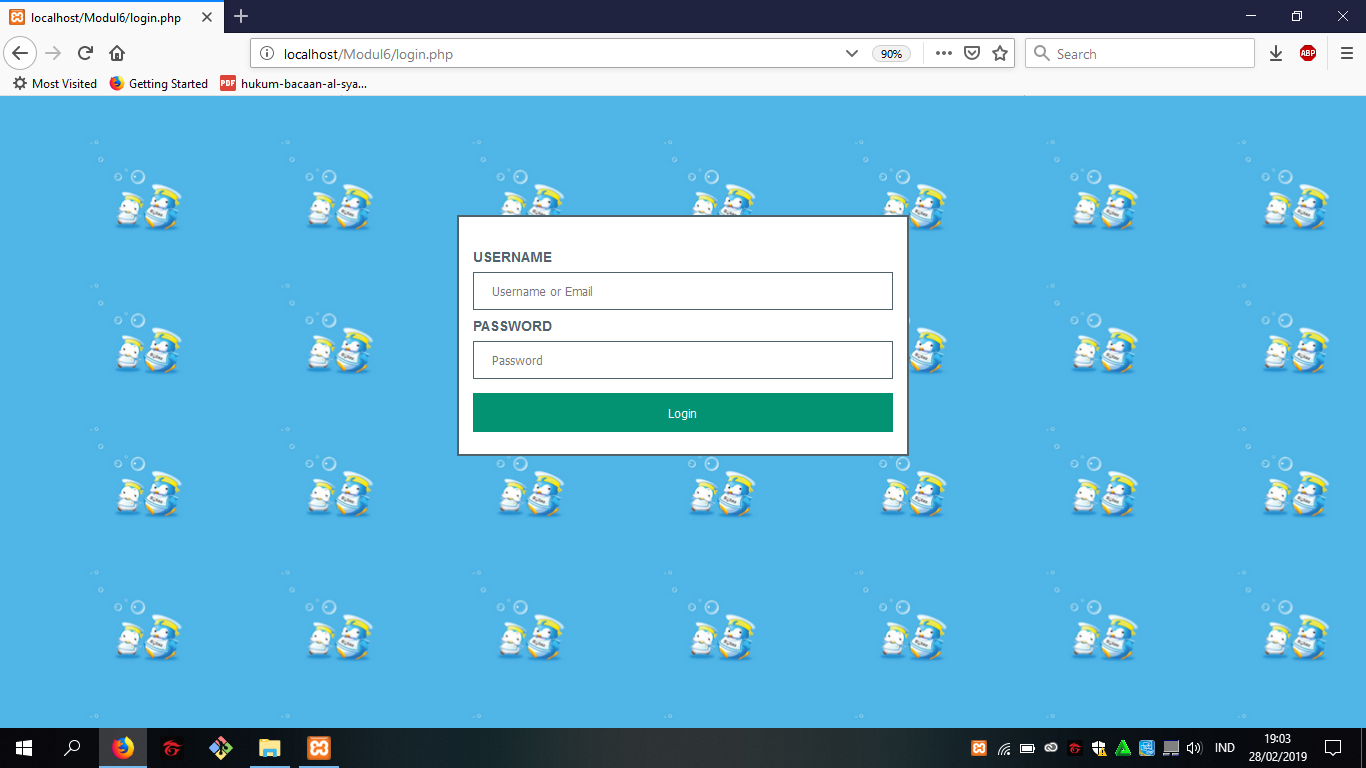 localhost/Modul6/login.php
localhost/Modul6/login.php
90%
Search
ABP
Most Visited
Getting Started
PDF
hukum-bacaan-al-sya...
USERNAME
Username or Email
PASSWORD
Password
Login
IND
19:03
28/02/2019